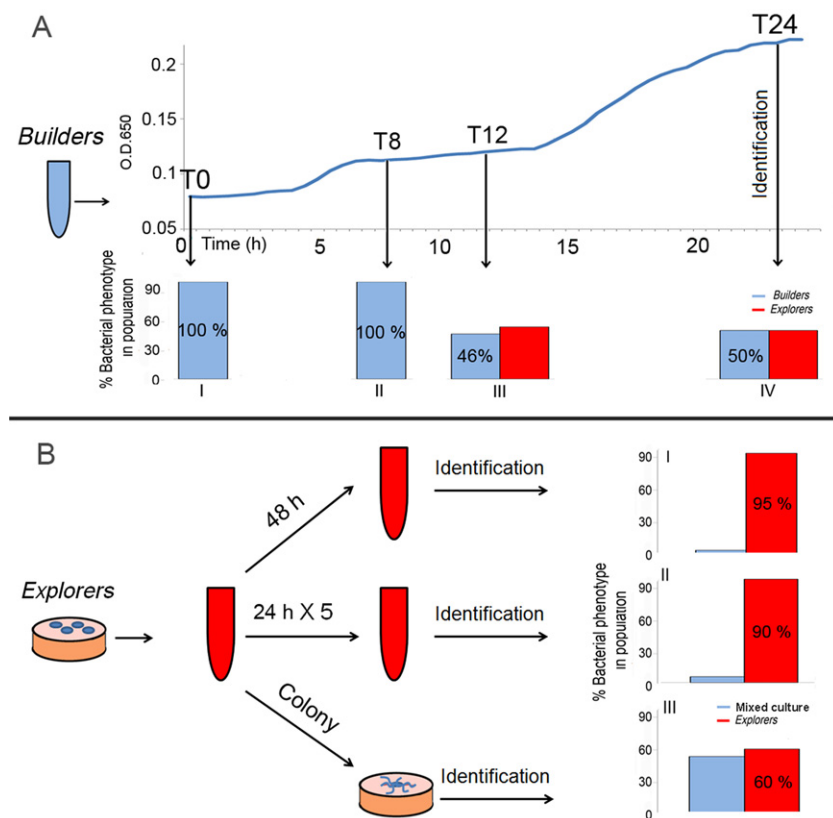 A
T24
0.2
O.D.650
0.15
T8
T12
Identification
Builders
0.1
T0
0.05
0
Time (h)
5
10
15
20
% Bacterial phenotype
in population
90
60
30
0
100 %
100 %
46%
50%
Builders
Explorers
I
II
III
IV
B
Identification
48 h
Explorers
24 h X 5
Identification
Colony
Identification
% Bacterial phenotype
in population
I
90
60
30
0
95 %
II
90
60
30
0
90 %
III
90
60
30
0
Mixed culture
Explorers
60 %